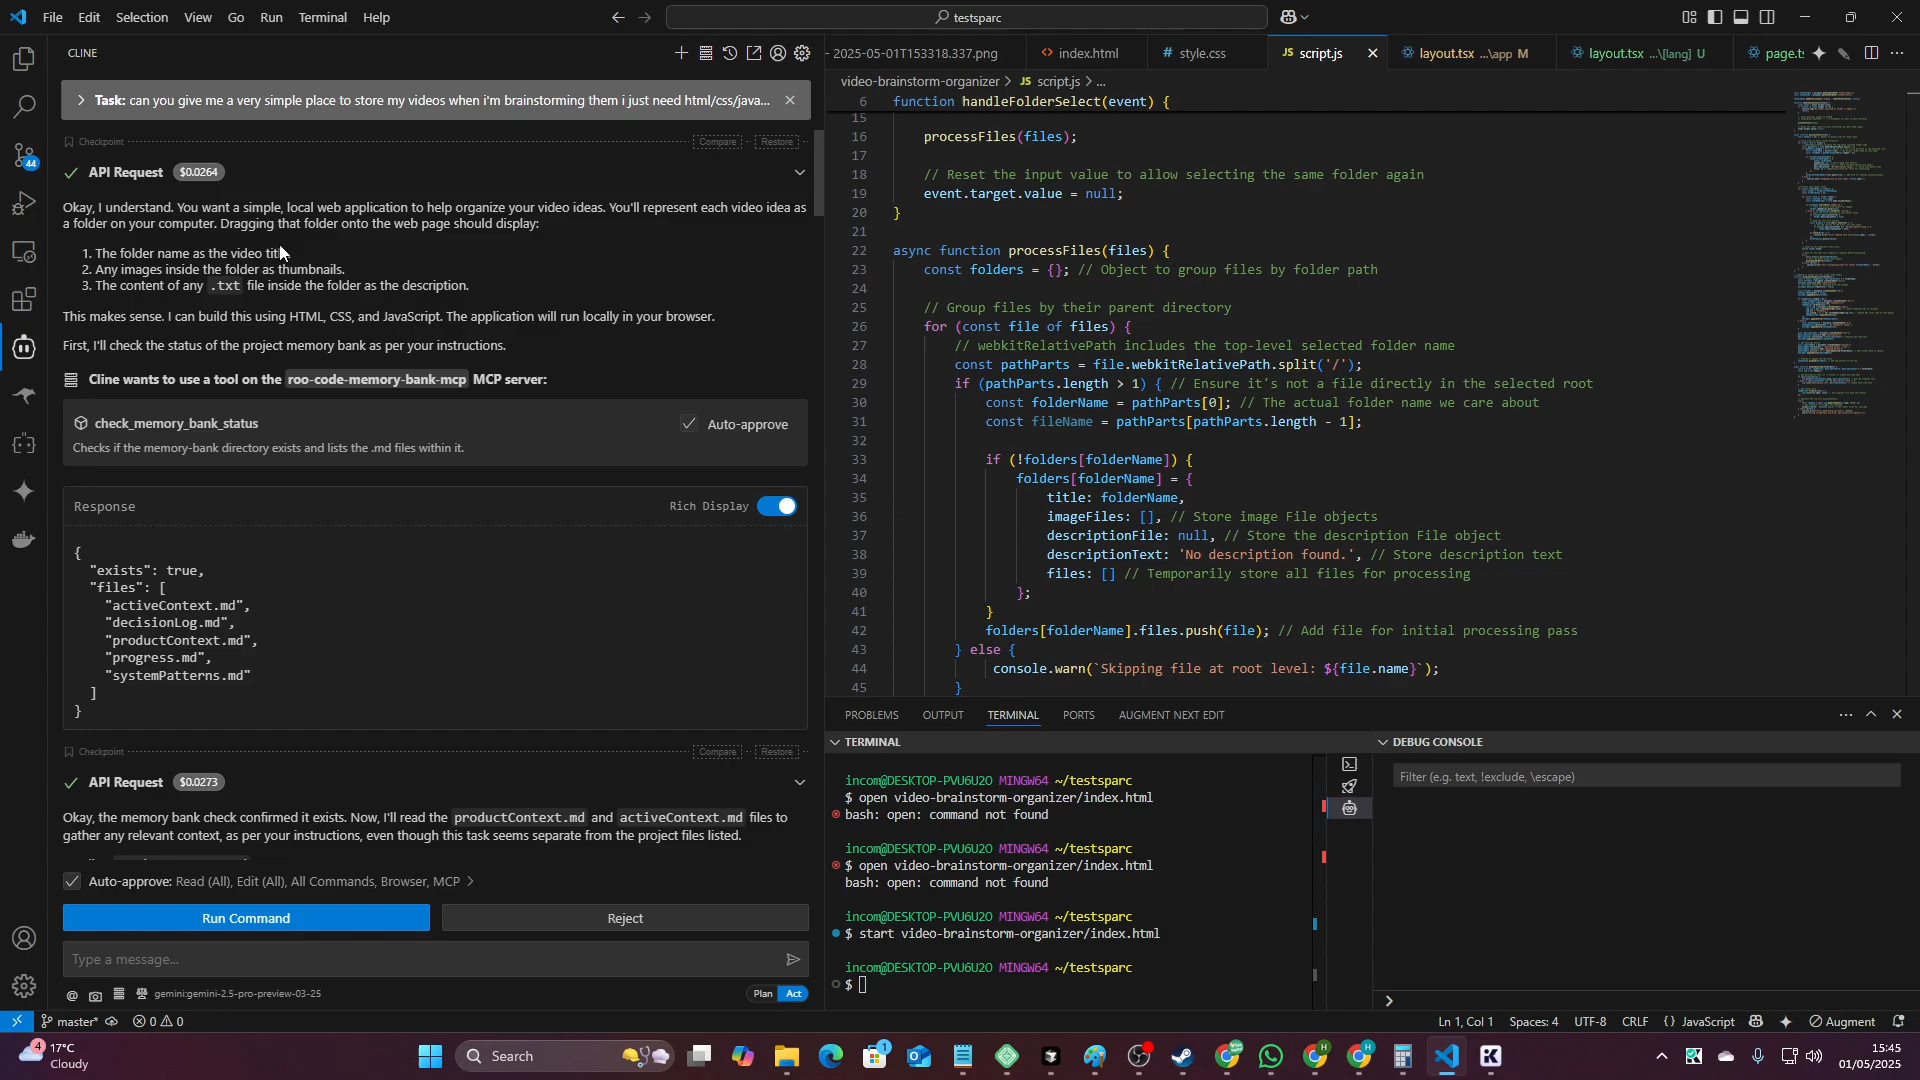 File Edit Selection View Go Run Terminal Help
testsparc
CLINE
Task: can you give me a very simple place to store my videos when i'm brainstorming them i just need html/css/java...
Checkpoint
Compare
Restore
API Request $0.0264
Okay, I understand. You want a simple, local web application to help organize your video ideas. You'll represent each video idea as
a folder on your computer. Dragging that folder onto the web page should display:
1. The folder name as the video titl
2. Any images inside the folder as thumbnails.
3. The content of any .txt file inside the folder as the description.
This makes sense. I can build this using HTML, CSS, and JavaScript. The application will run locally in your browser.
First, I'll check the status of the project memory bank as per your instructions.
Cline wants to use a tool on the roo-code-memory-bank-mcp MCP server:
check_memory_bank_status
Auto-approve
Checks if the memory-bank directory exists and lists the .md files within it.
Response
Rich Display
{
"exists": true,
"files": [
"activeContext.md",
"decisionLog.md",
"productContext.md",
"progress.md",
"systemPatterns.md"
]
}
Checkpoint
Compare
Restore
API Request $0.0273
Okay, the memory bank check confirmed it exists. Now, I'll read the productContext.md and activeContext.md files to
gather any relevant context, as per your instructions, even though this task seems separate from the project files listed.
Auto-approve: Read (All), Edit (All), All Commands, Browser, MCP >
Run Command
Reject
Type a message...
@ gemini:gemini-2.5-pro-preview-03-25
Plan Act
44
- 2025-05-01T153318.337.png
<> index.html
# style.css
JS script.js
layout.tsx ...\app M
layout.tsx ...\[lang] U
page.t
video-brainstorm-organizer > JS script.js > ...
6 function handleFolderSelect(event) {
15
16 processFiles(files);
17
18 // Reset the input value to allow selecting the same folder again
19 event.target.value = null;
20 }
21
22 async function processFiles(files) {
23 const folders = {}; // Object to group files by folder path
24
25 // Group files by their parent directory
26 for (const file of files) {
27 // webkitRelativePath includes the top-level selected folder name
28 const pathParts = file.webkitRelativePath.split('/');
29 if (pathParts.length > 1) { // Ensure it's not a file directly in the selected root
30 const folderName = pathParts[0]; // The actual folder name we care about
31 const fileName = pathParts[pathParts.length - 1];
32
33 if (!folders[folderName]) {
34 folders[folderName] = {
35 title: folderName,
36 imageFiles: [], // Store image File objects
37 descriptionFile: null, // Store the description File object
38 descriptionText: 'No description found.', // Store description text
39 files: [] // Temporarily store all files for processing
40 };
41 }
42 folders[folderName].files.push(file); // Add file for initial processing pass
43 } else {
44 console.warn(`Skipping file at root level: ${file.name}`);
45 }
PROBLEMS OUTPUT TERMINAL PORTS AUGMENT NEXT EDIT
TERMINAL
incom@DESKTOP-PVU6U2O MINGW64 ~/testsparc
$ open video-brainstorm-organizer/index.html
bash: open: command not found
incom@DESKTOP-PVU6U2O MINGW64 ~/testsparc
$ open video-brainstorm-organizer/index.html
bash: open: command not found
incom@DESKTOP-PVU6U2O MINGW64 ~/testsparc
$ start video-brainstorm-organizer/index.html
incom@DESKTOP-PVU6U2O MINGW64 ~/testsparc
$
DEBUG CONSOLE
Filter (e.g. text, !exclude, \escape)
master* 0 0
Ln 1, Col 1 Spaces: 4 UTF-8 CRLF {} JavaScript Augment
4
17°C
Cloudy
Search
1
15:45
01/05/2025